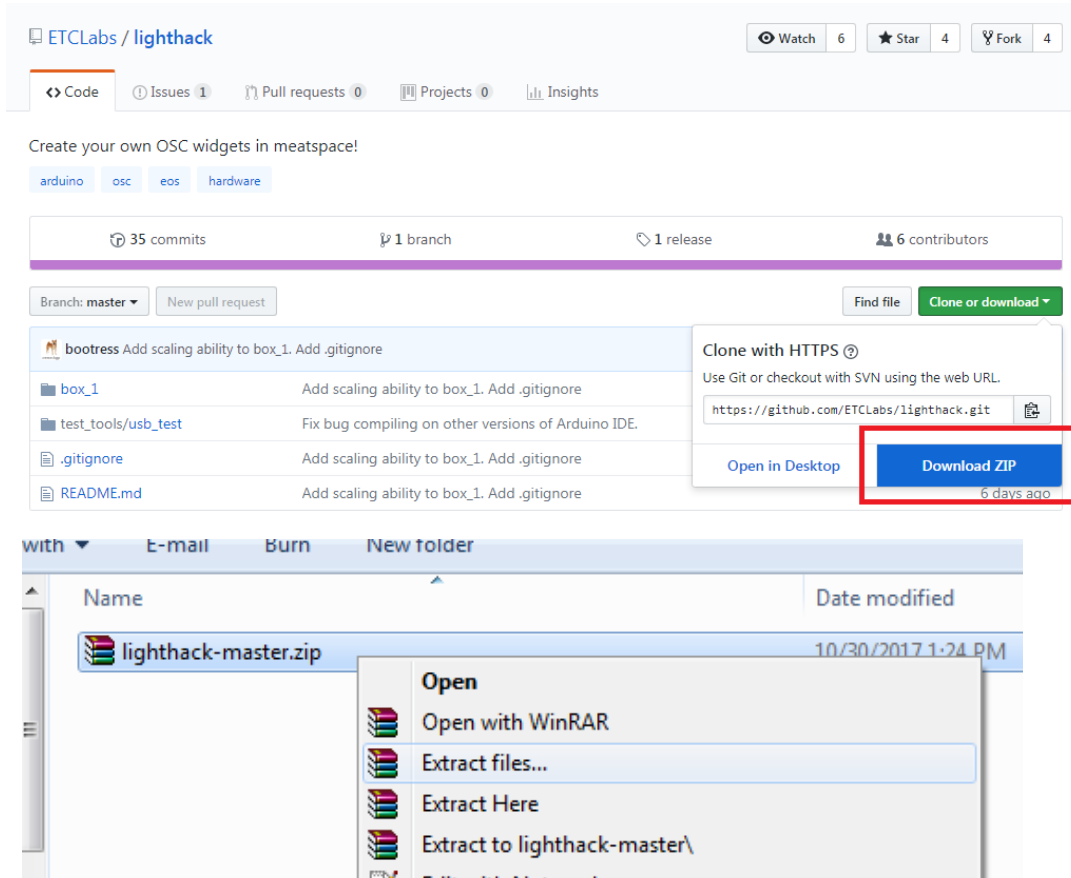 ETCLabs / lighthack
Watch 6 Star 4 Fork 4
Code Issues 1 Pull requests 0 Projects 0 Insights
Create your own OSC widgets in meatspace!
arduino osc eos hardware
35 commits 1 branch 1 release 6 contributors
Branch: master New pull request Find file Clone or download
bootress Add scaling ability to box_1. Add .gitignore
box_1 Add scaling ability to box_1. Add .gitignore
test_tools/usb_test Fix bug compiling on other versions of Arduino IDE.
.gitignore Add scaling ability to box_1. Add .gitignore
README.md Add scaling ability to box_1. Add .gitignore 6 days ago
Clone with HTTPS
Use Git or checkout with SVN using the web URL.
https://github.com/ETCLabs/lighthack.git
Open in Desktop Download ZIP
with E-mail Burn New folder
Name Date modified
lighthack-master.zip 10/30/2017 1:24 PM
Open
Open with WinRAR
Extract files...
Extract Here
Extract to lighthack-master\